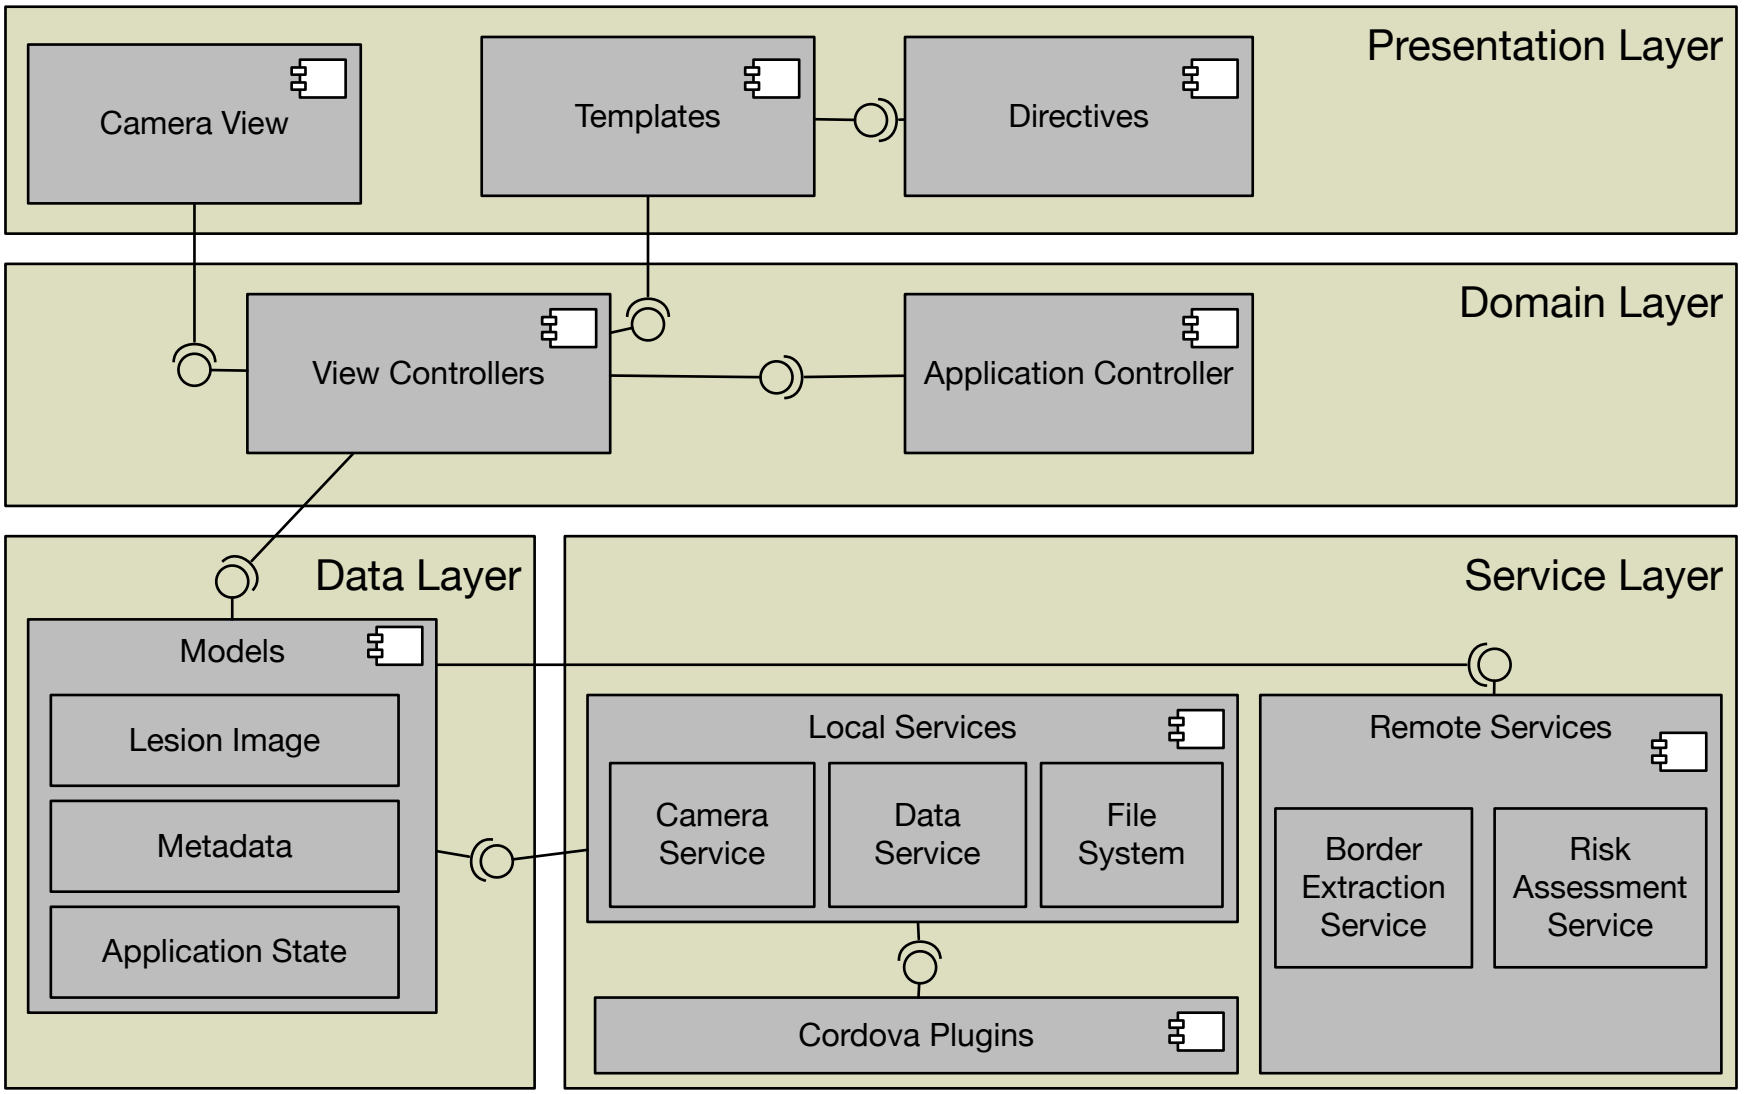 Presentation Layer
Camera View
Templates
Directives
Domain Layer
View Controllers
Application Controller
Data Layer
Models
Lesion Image
Metadata
Application State
Service Layer
Local Services
Camera
Service
Data
Service
File
System
Cordova Plugins
Remote Services
Border
Extraction
Service
Risk
Assessment
Service